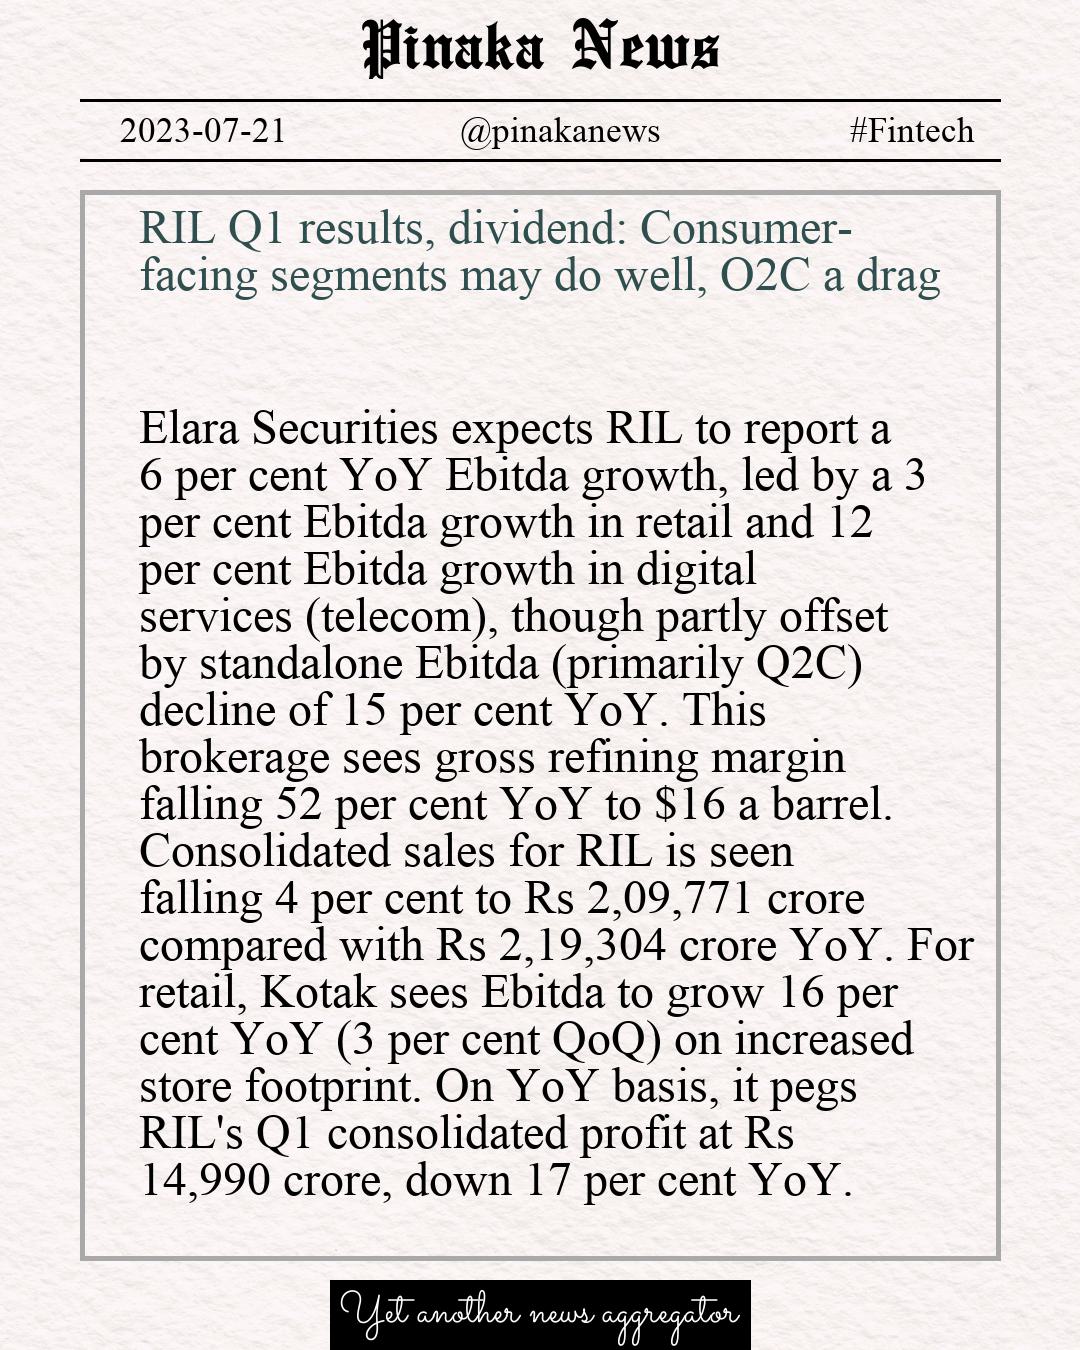 Pinaka News
2023-07-21 @pinakanews #Fintech
RIL Q1 results, dividend: Consumer-
facing segments may do well, O2C a drag
Elara Securities expects RIL to report a
6 per cent YoY Ebitda growth, led by a 3
per cent Ebitda growth in retail and 12
per cent Ebitda growth in digital
services (telecom), though partly offset
by standalone Ebitda (primarily Q2C)
decline of 15 per cent YoY. This
brokerage sees gross refining margin
falling 52 per cent YoY to $16 a barrel.
Consolidated sales for RIL is seen
falling 4 per cent to Rs 2,09,771 crore
compared with Rs 2,19,304 crore YoY. For
retail, Kotak sees Ebitda to grow 16 per
cent YoY (3 per cent QoQ) on increased
store footprint. On YoY basis, it pegs
RIL's Q1 consolidated profit at Rs
14,990 crore, down 17 per cent YoY.
Yet another news aggregator